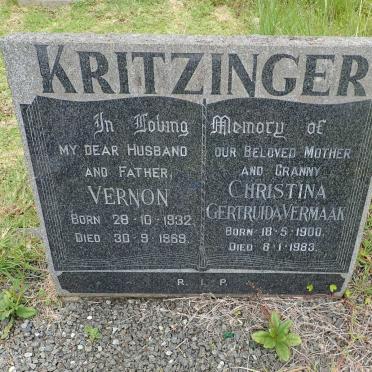 KRITZINGER
In Loving Memory of
MY DEAR HUSBAND
AND FATHER,
VERNON
BORN 28·10·1932.
DIED 30·9·1969.
OUR BELOVED MOTHER
AND GRANNY
CHRISTINA
GERTRUIDA VERMAAK
BORN 18·5·1900.
DIED 8·1·1983.
R. I. P.